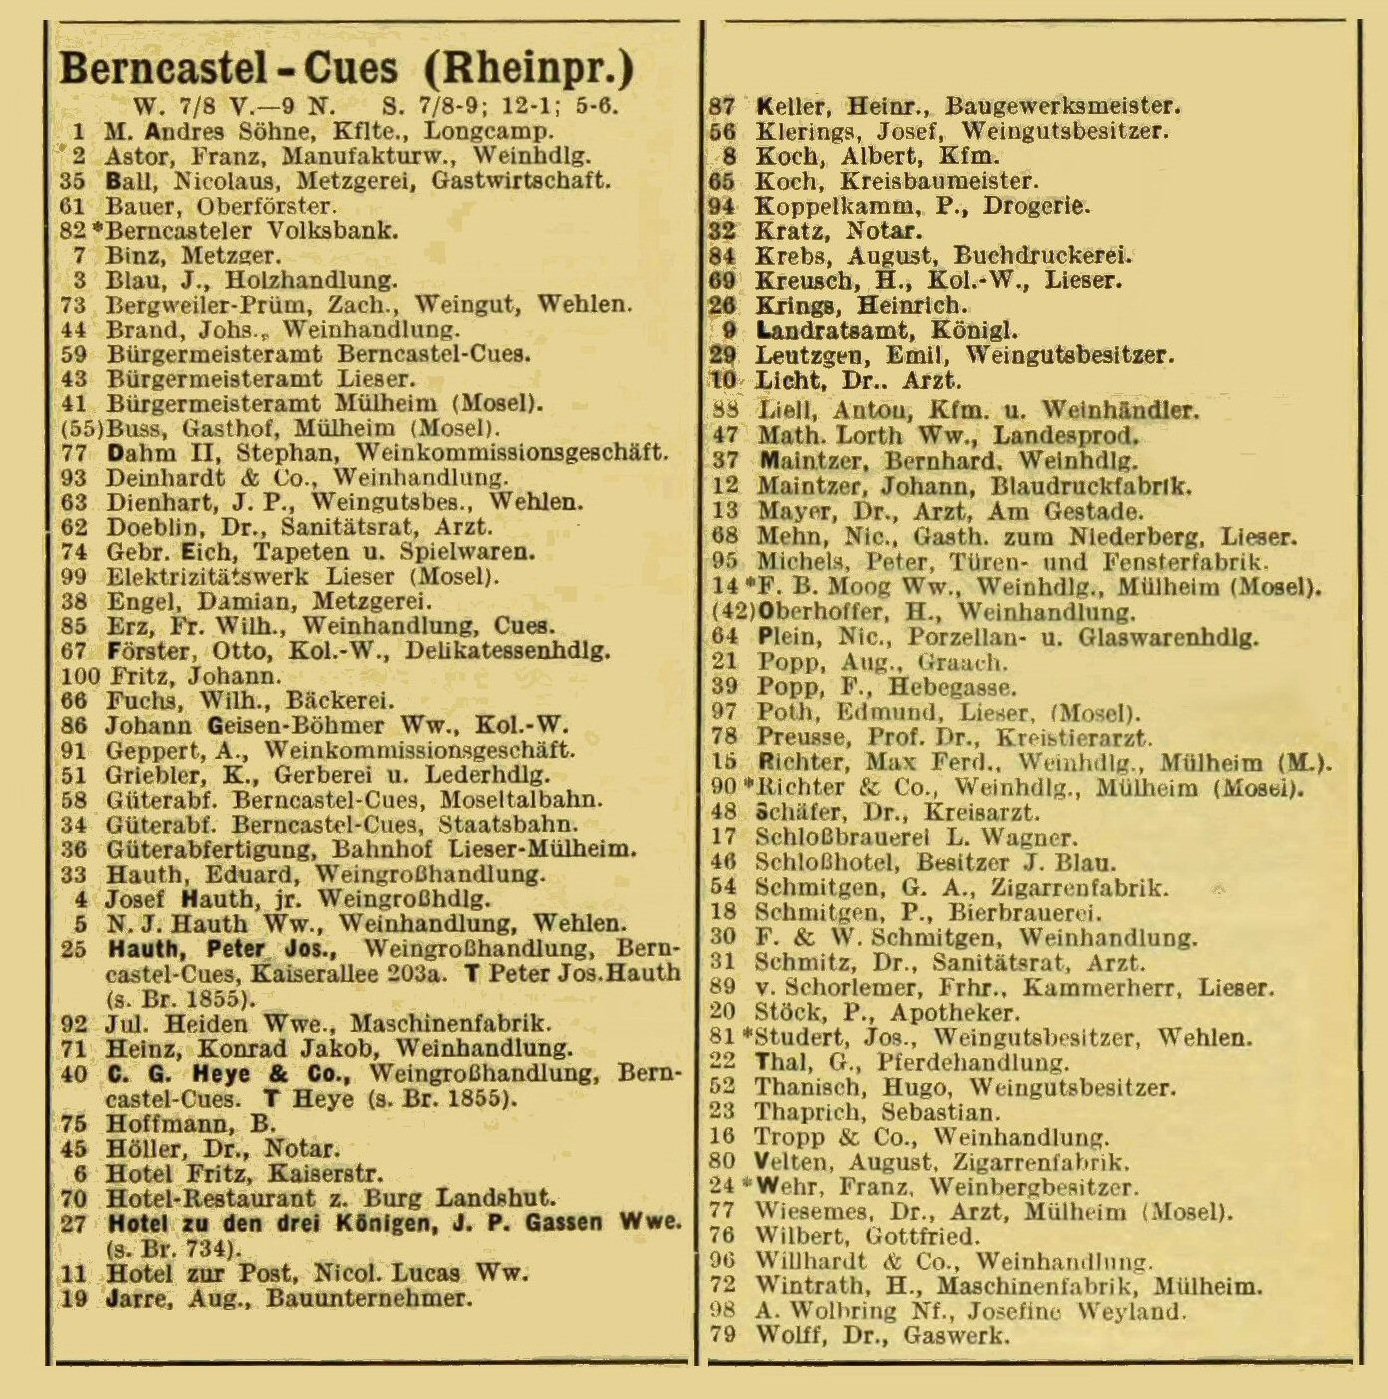 Berncastel-Cues (Rheinpr.)
W. 7/8 V.—9 N. S. 7/8-9; 12-1; 5-6.
1 M. Andres Söhne, Kflte., Longcamp.
2 Astor, Franz, Manufakturw., Weinhdlg.
35 Ball, Nicolaus, Metzgerei, Gastwirtschaft.
61 Bauer, Oberförster.
82 *Berncasteler Volksbank.
7 Binz, Metzger.
3 Blau, J., Holzhandlung.
73 Bergweiler-Prüm, Zach., Weingut, Wehlen.
44 Brand, Johs., Weinhandlung.
59 Bürgermeisteramt Berncastel-Cues.
43 Bürgermeisteramt Lieser.
41 Bürgermeisteramt Mülheim (Mosel).
(55)Buss, Gasthof, Mülheim (Mosel).
77 Dahm II, Stephan, Weinkommissionsgeschäft.
93 Deinhardt & Co., Weinhandlung.
63 Dienhart, J. P., Weingutsbes., Wehlen.
62 Doeblin, Dr., Sanitätsrat, Arzt.
74 Gebr. Eich, Tapeten u. Spielwaren.
99 Elektrizitätswerk Lieser (Mosel).
38 Engel, Damian, Metzgerei.
85 Erz, Fr. Wilh., Weinhandlung, Cues.
67 Förster, Otto, Kol.-W., Delikatessenhdlg.
100 Fritz, Johann.
66 Fuchs, Wilh., Bäckerei.
86 Johann Geisen-Böhmer Ww., Kol.-W.
91 Geppert, A., Weinkommissionsgeschäft.
51 Griebler, K., Gerberei u. Lederhdlg.
58 Güterabf. Berncastel-Cues, Moseltalbahn.
34 Güterabf. Berncastel-Cues, Staatsbahn.
36 Güterabfertigung, Bahnhof Lieser-Mülheim.
33 Hauth, Eduard, Weingroßhandlung.
4 Josef Hauth, jr. Weingroßhdlg.
5 N. J. Hauth Ww., Weinhandlung, Wehlen.
25 Hauth, Peter Jos., Weingroßhandlung, Bern-
castel-Cues, Kaiserallee 203a. T Peter Jos. Hauth
(s. Br. 1855).
92 Jul. Heiden Wwe., Maschinenfabrik.
71 Heinz, Konrad Jakob, Weinhandlung.
40 C. G. Heye & Co., Weingroßhandlung, Bern-
castel-Cues. T Heye (s. Br. 1855).
75 Hoffmann, B.
45 Höller, Dr., Notar.
6 Hotel Fritz, Kaiserstr.
70 Hotel-Restaurant z. Burg Landshut.
27 Hotel zu den drei Königen, J. P. Gassen Wwe.
(s. Br. 734).
11 Hotel zur Post, Nicol. Lucas Ww.
19 Jarre, Aug., Bauunternehmer.
87 Keller, Heinr., Baugewerksmeister.
56 Klerings, Josef, Weingutsbesitzer.
8 Koch, Albert, Kfm.
65 Koch, Kreisbaumeister.
94 Koppelkamm, P., Drogerie.
32 Kratz, Notar.
84 Krebs, August, Buchdruckerei.
69 Kreusch, H., Kol.-W., Lieser.
26 Krings, Heinrich.
9 Landratsamt, Königl.
29 Leutzgen, Emil, Weingutsbesitzer.
10 Licht, Dr.. Arzt.
88 Liell, Anton, Kfm. u. Weinhändler.
47 Math. Lorth Ww., Landesprod.
37 Maintzer, Bernhard, Weinhdlg.
12 Maintzer, Johann, Blaudruckfabrik.
13 Mayer, Dr., Arzt, Am Gestade.
68 Mehn, Nic., Gasth. zum Niederberg, Lieser.
95 Michels, Peter, Türen- und Fensterfabrik.
14 *F. B. Moog Ww., Weinhdlg., Mülheim (Mosel).
(42)Oberhoffer, H., Weinhandlung.
64 Plein, Nic., Porzellan- u. Glaswarenhdlg.
21 Popp, Aug., Graach.
39 Popp, F., Hebegasse.
97 Poth, Edmund, Lieser, (Mosel).
78 Preusse, Prof. Dr., Kreistierarzt.
15 Richter, Max Ferd., Weinhdlg., Mülheim (M.).
90 *Richter & Co., Weinhdlg., Mülheim (Mosel).
48 Schäfer, Dr., Kreisarzt.
17 Schloßbrauerei L. Wagner.
46 Schloßhotel, Besitzer J. Blau.
54 Schmitgen, G. A., Zigarrenfabrik.
18 Schmitgen, P., Bierbrauerei.
30 F. & W. Schmitgen, Weinhandlung.
31 Schmitz, Dr., Sanitätsrat, Arzt.
89 v. Schorlemer, Frhr., Kammerherr, Lieser.
20 Stöck, P., Apotheker.
81 *Studert, Jos., Weingutsbesitzer, Wehlen.
22 Thal, G., Pferdehandlung.
52 Thanisch, Hugo, Weingutsbesitzer.
23 Thaprich, Sebastian.
16 Tropp & Co., Weinhandlung.
80 Velten, August, Zigarrenfabrik.
24 *Wehr, Franz, Weinbergbesitzer.
77 Wiesemes, Dr., Arzt, Mülheim (Mosel).
76 Wilbert, Gottfried.
96 Willhardt & Co., Weinhandlung.
72 Wintrath, H., Maschinenfabrik, Mülheim.
98 A. Wolbring Nf., Josefine Weyland.
79 Wolff, Dr., Gaswerk.